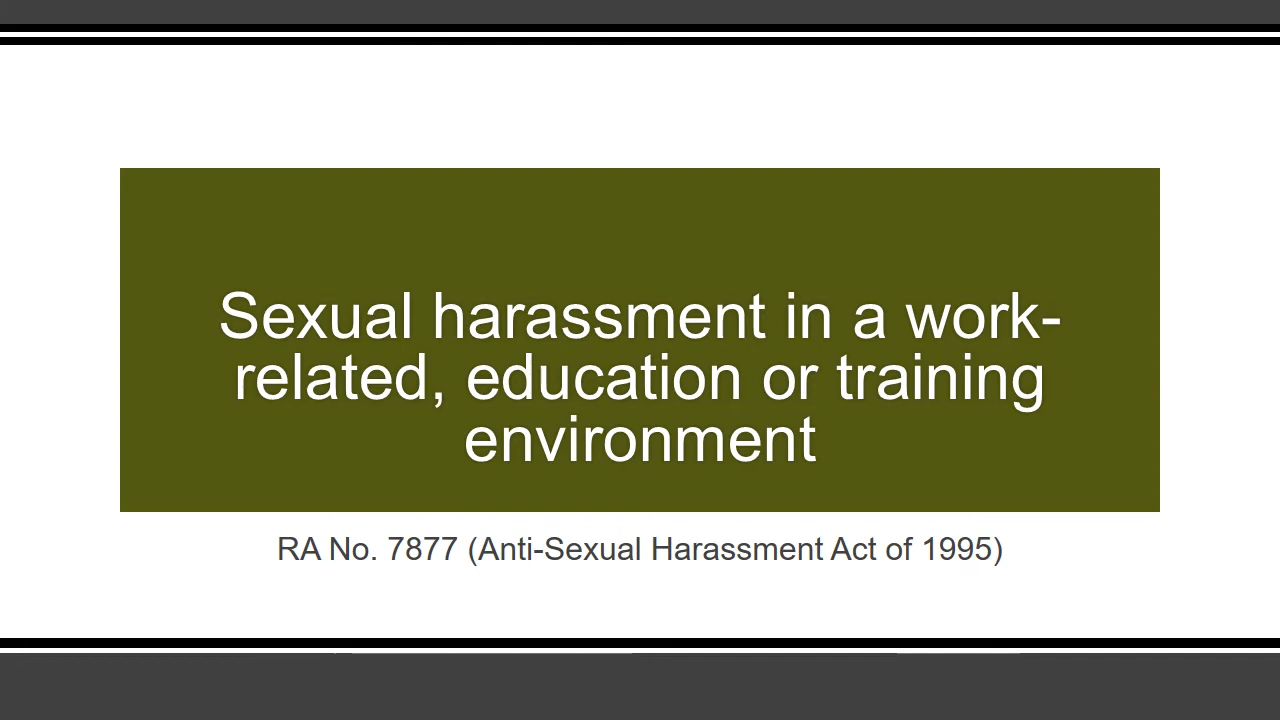 Sexual harassment in a work-
related, education or training
environment
RA No. 7877 (Anti-Sexual Harassment Act of 1995)